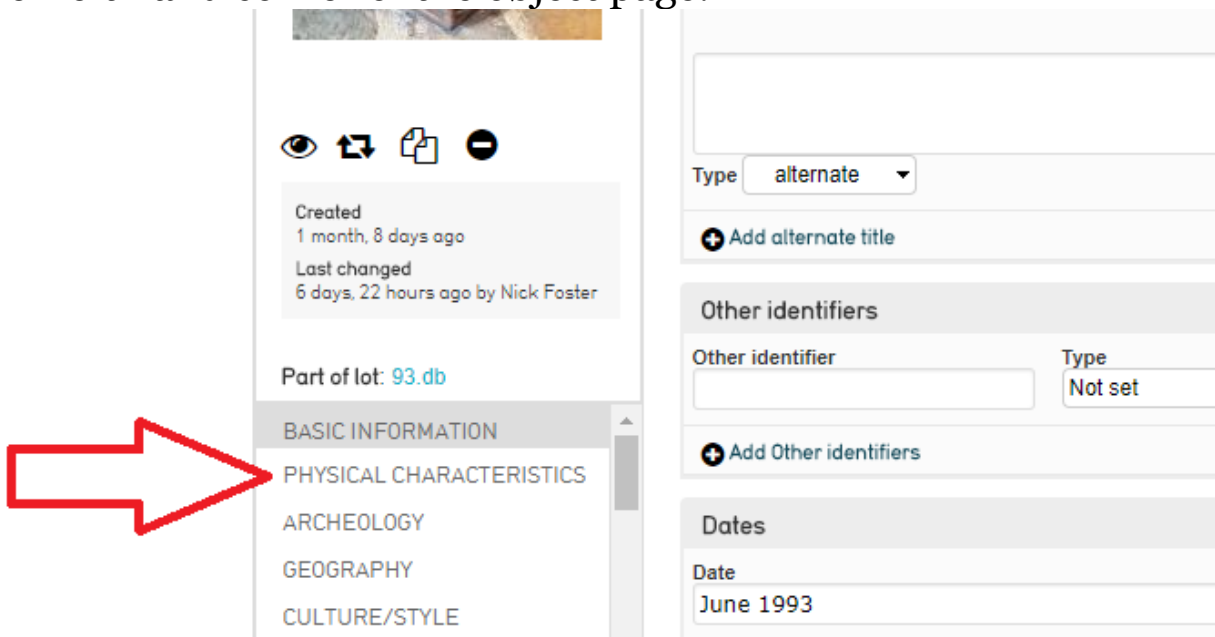 page.
Created
1 month, 8 days ago
Last changed
6 days, 22 hours ago by Nick Foster
Part of lot: 93.db
BASIC INFORMATION
PHYSICAL CHARACTERISTICS
ARCHEOLOGY
GEOGRAPHY
CULTURE/STYLE
Type alternate
Add alternate title
Other identifiers
Other identifier Type
Not set
Add Other identifiers
Dates
Date
June 1993